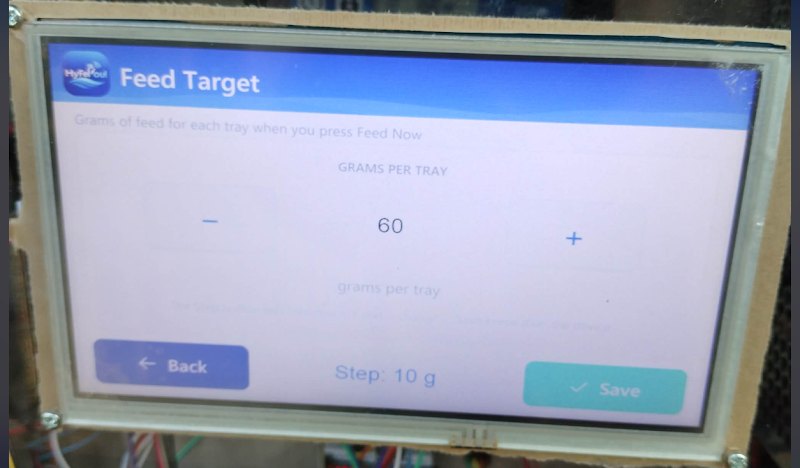 HyFePoul
Feed Target
Grams of feed for each tray when you press Feed Now
GRAMS PER TRAY
− 60 +
grams per tray
← Back
Step: 10 g
✓ Save